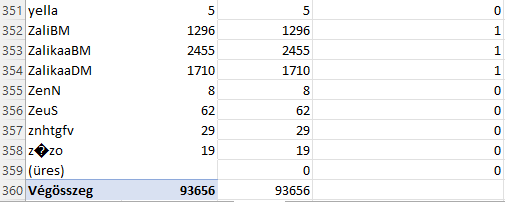 351 yella 5 5 0
352 ZaliBM 1296 1296 1
353 ZalikaaBM 2455 2455 1
354 ZalikaaDM 1710 1710 1
355 ZenN 8 8 0
356 ZeuS 62 62 0
357 znhtgfv 29 29 0
358 z�zo 19 19 0
359 (üres) 0 0
360 Végösszeg 93656 93656